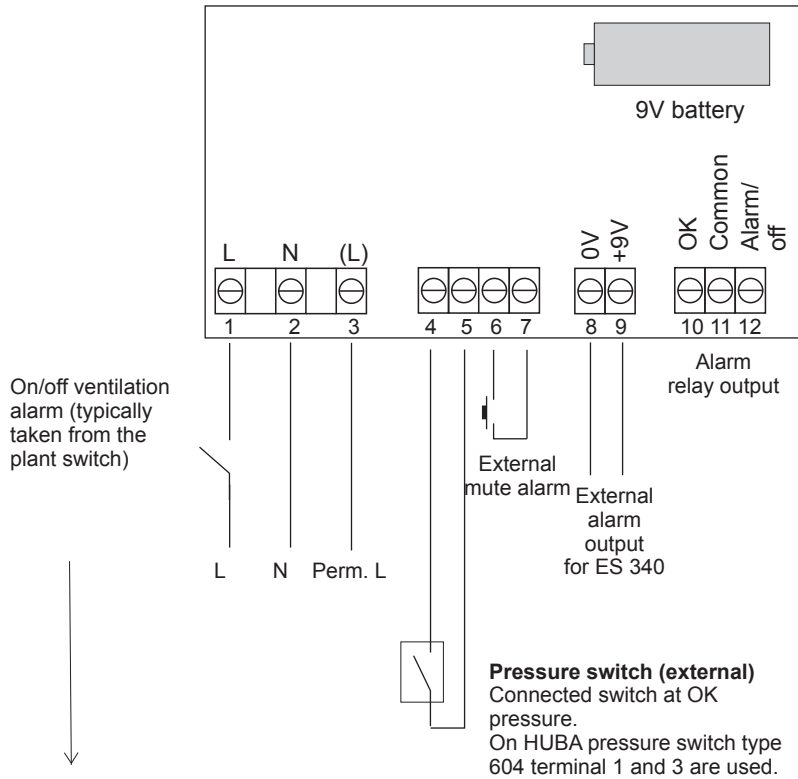 9V battery
L N (L)
0V
+9V
OK
Common
Alarm/
off
1 2 3 4 5 6 7 8 9 10 11 12
Alarm
relay output
On/off ventilation
alarm (typically
taken from the
plant switch)
External
mute alarm
External
alarm
output
for ES 340
L N Perm. L
Pressure switch (external)
Connected switch at OK
pressure.
On HUBA pressure switch type
604 terminal 1 and 3 are used.